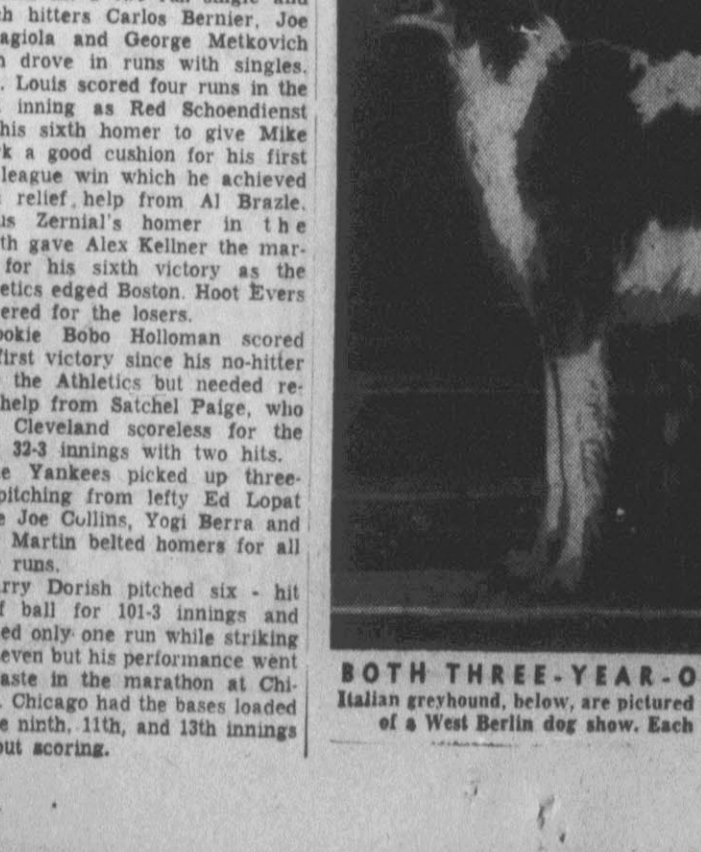 h hitters Carlos Bernier, Joe
agiola and George Metkovich
drove in runs with singles.
. Louis scored four runs in the
inning as Red Schoendienst
his sixth homer to give Mike
k a good cushion for his first
league win which he achieved
relief help from Al Brazle.
us Zernial's homer in the
th gave Alex Kellner the mar-
for his sixth victory as the
etics edged Boston. Hoot Evers
ered for the losers.
ookie Bobo Holloman scored
first victory since his no-hitter
the Athletics but needed re-
help from Satchel Paige, who
Cleveland scoreless for the
32-3 innings with two hits.
e Yankees picked up three-
pitching from lefty Ed Lopat
e Joe Collins, Yogi Berra and
Martin belted homers for all
runs.
rry Dorish pitched six - hit
f ball for 101-3 innings and
ed only one run while striking
even but his performance went
aste in the marathon at Chi-
. Chicago had the bases loaded
e ninth, 11th, and 13th innings
out scoring.
BOTH THREE-YEAR-O
Italian greyhound, below, are pictured
of a West Berlin dog show. Each